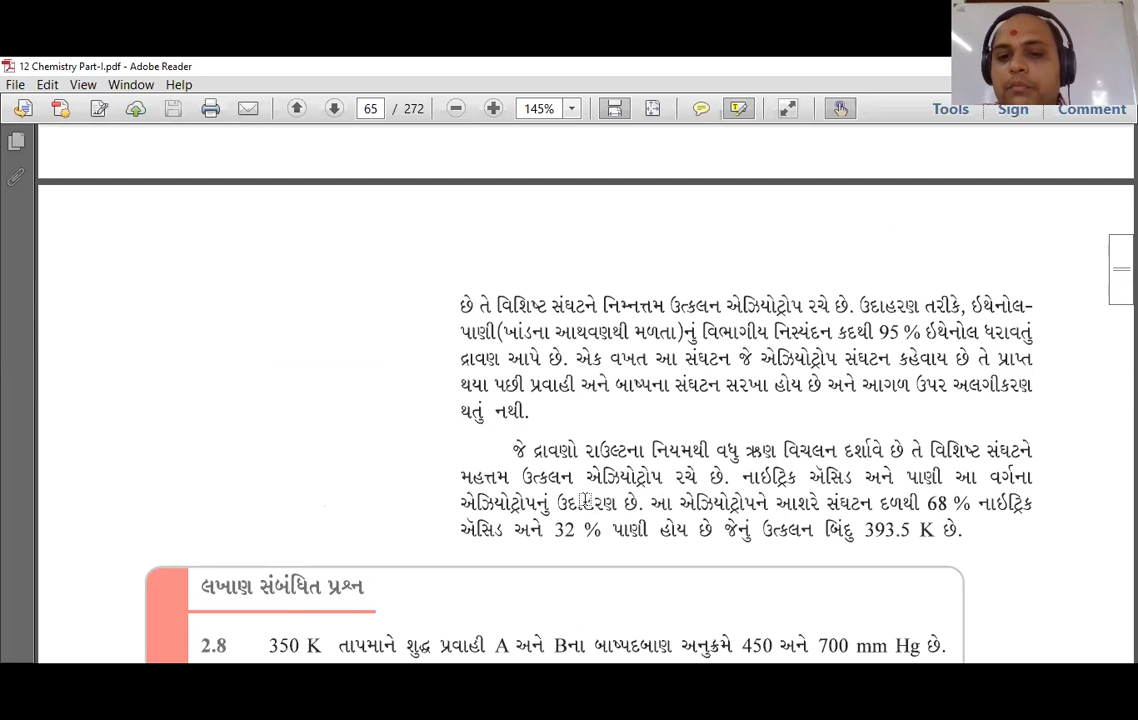 12 Chemistry Part-I.pdf - Adobe Reader
File Edit View Window Help
65 / 272 145% Tools Sign Comment
છે તે વિશિષ્ટ સંઘટને નિમ્નત્તમ ઉત્કલન એઝિયોટ્રોપ રચે છે. ઉદાહરણ તરીકે, ઇથેનોલ-
પાણી(ખાંડના આથવણથી મળતા)નું વિભાગીય નિસ્યંદન કદથી 95 % ઇથેનોલ ધરાવતું
દ્રાવણ આપે છે. એક વખત આ સંઘટન જે એઝિયોટ્રોપ સંઘટન કહેવાય છે તે પ્રાપ્ત
થયા પછી પ્રવાહી અને બાષ્પના સંઘટન સરખા હોય છે અને આગળ ઉપર અલગીકરણ
થતું નથી.
જે દ્રાવણો રાઉલ્ટના નિયમથી વધુ ઋણ વિચલન દર્શાવે છે તે વિશિષ્ટ સંઘટને
મહત્તમ ઉત્કલન એઝિયોટ્રોપ રચે છે. નાઇટ્રિક ઍસિડ અને પાણી આ વર્ગના
એઝિયોટ્રોપનું ઉદાહરણ છે. આ એઝિયોટ્રોપને આશરે સંઘટન દળથી 68 % નાઇટ્રિક
ઍસિડ અને 32 % પાણી હોય છે જેનું ઉત્કલન બિંદુ 393.5 K છે.
લખાણ સંબંધિત પ્રશ્ન
2.8 350 K તાપમાને શુદ્ધ પ્રવાહી A અને Bના બાષ્પદબાણ અનુક્રમે 450 અને 700 mm Hg છે.